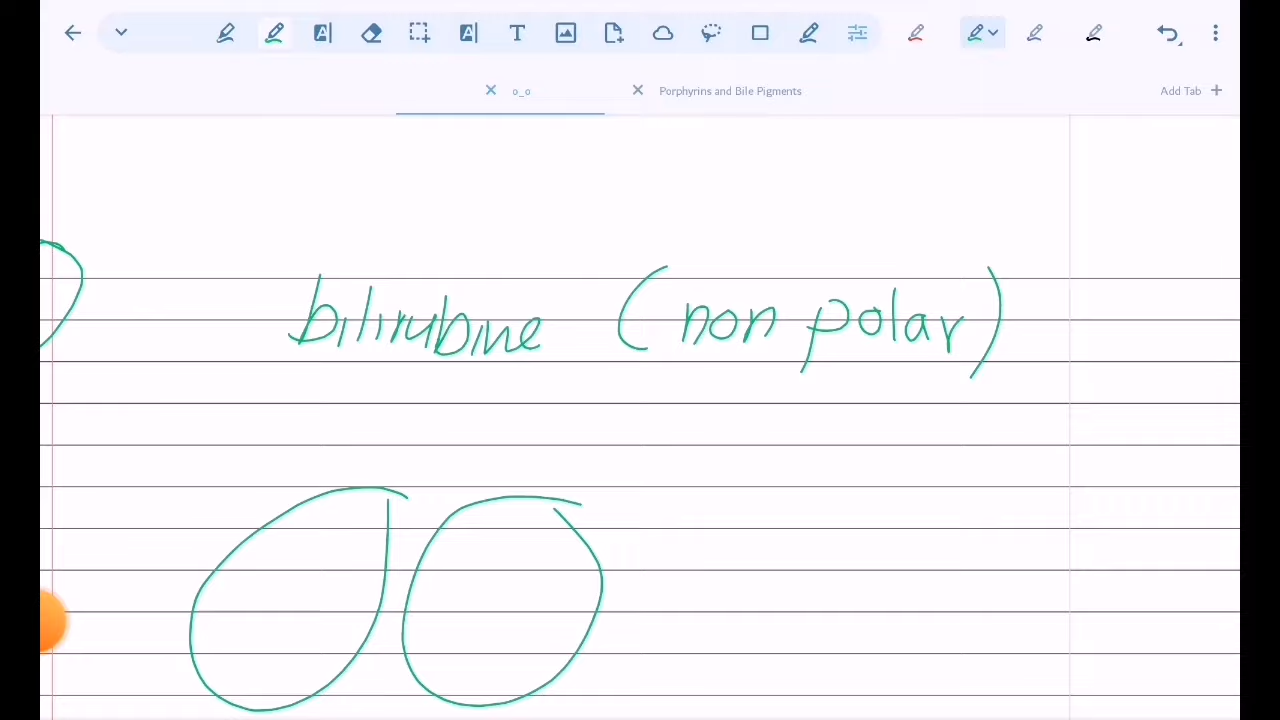 o_o
Porphyrins and Bile Pigments
Add Tab
bilirubine (non polar)